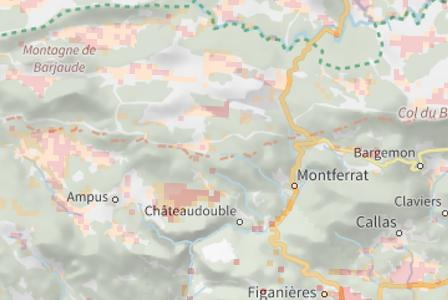 Montagne de
Barjaude
Col du B
Bargemon
Montferrat
Ampus
Châteaudouble
Claviers
Callas
Figanières